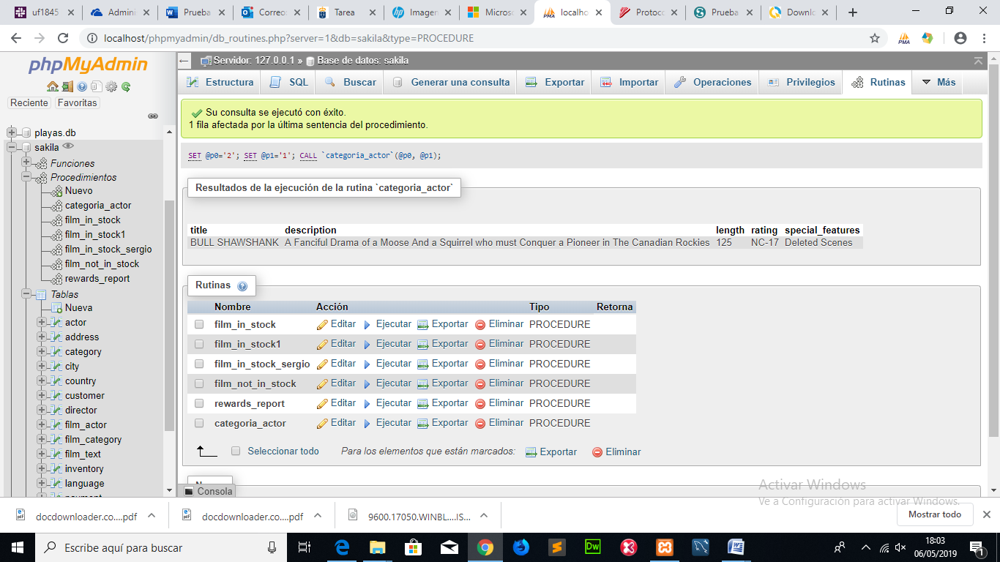 uf1845
Admini
Prueba
Correo:
Tarea
Imagen
Micros
localho
Protoc
Prueba
Downlo
localhost/phpmyadmin/db_routines.php?server=1&db=sakila&type=PROCEDURE
phpMyAdmin
Reciente Favoritas
playas.db
sakila
Funciones
Procedimientos
Nuevo
categoria_actor
film_in_stock
film_in_stock1
film_in_stock_sergio
film_not_in_stock
rewards_report
Tablas
Nueva
actor
address
category
city
country
customer
director
film_actor
film_category
film_text
inventory
language
Servidor: 127.0.0.1 » Base de datos: sakila
Estructura SQL Buscar Generar una consulta Exportar Importar Operaciones Privilegios Rutinas Más
Su consulta se ejecutó con éxito.
1 fila afectada por la última sentencia del procedimiento.
SET @p0='2'; SET @p1='1'; CALL `categoria_actor`(@p0, @p1);
Resultados de la ejecución de la rutina `categoria_actor`
title description length rating special_features
BULL SHAWSHANK A Fanciful Drama of a Moose And a Squirrel who must Conquer a Pioneer in The Canadian Rockies 125 NC-17 Deleted Scenes
Rutinas
Nombre Acción Tipo Retorna
film_in_stock Editar Ejecutar Exportar Eliminar PROCEDURE
film_in_stock1 Editar Ejecutar Exportar Eliminar PROCEDURE
film_in_stock_sergio Editar Ejecutar Exportar Eliminar PROCEDURE
film_not_in_stock Editar Ejecutar Exportar Eliminar PROCEDURE
rewards_report Editar Ejecutar Exportar Eliminar PROCEDURE
categoria_actor Editar Ejecutar Exportar Eliminar PROCEDURE
Seleccionar todo Para los elementos que están marcados: Exportar Eliminar
Consola
Activar Windows
Ve a Configuración para activar Windows.
docdownloader.co....pdf
docdownloader.co....pdf
9600.17050.WINBL....IS...
Mostrar todo
Escribe aquí para buscar
18:03
06/05/2019
1